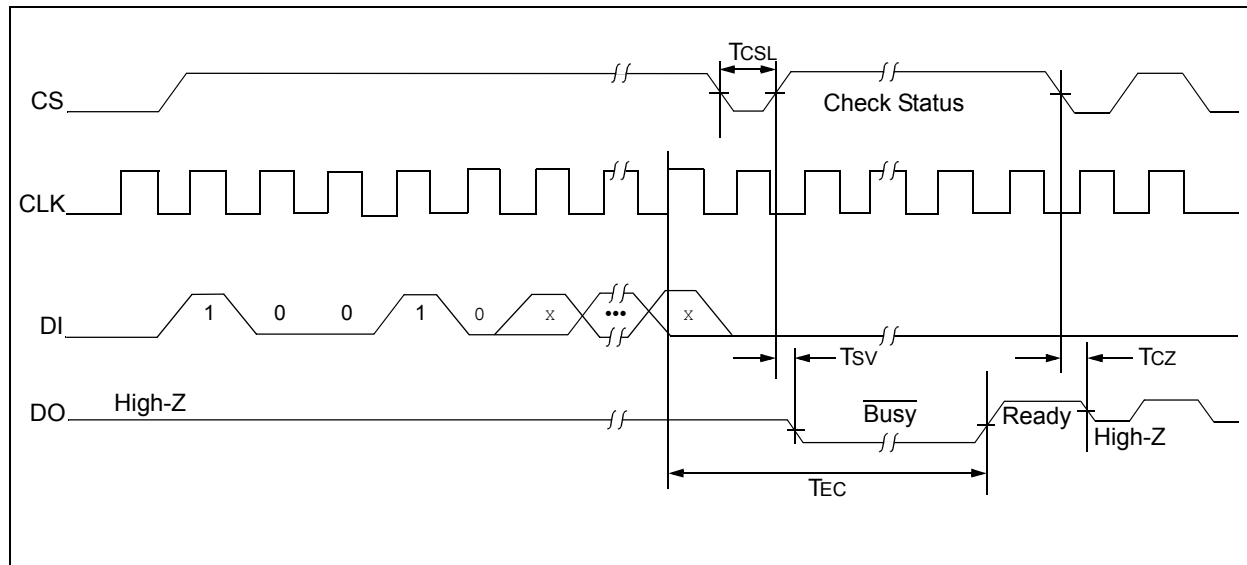 TCSL
CS
Check Status
CLK
DI 1 0 0 1 0 X ••• X
TSV
TCZ
DO High-Z Busy Ready High-Z
TEC